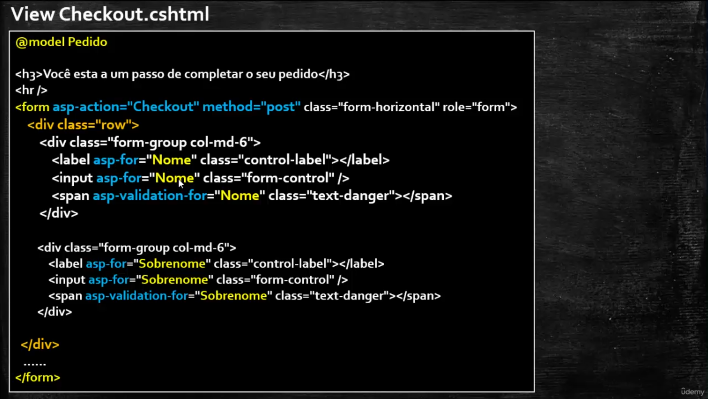 View Checkout.cshtml
@model Pedido
<h3>Você esta a um passo de completar o seu pedido</h3>
<hr />
<form asp-action="Checkout" method="post" class="form-horizontal" role="form">
<div class="row">
<div class="form-group col-md-6">
<label asp-for="Nome" class="control-label"></label>
<input asp-for="Nome" class="form-control" />
<span asp-validation-for="Nome" class="text-danger"></span>
</div>
<div class="form-group col-md-6">
<label asp-for="Sobrenome" class="control-label"></label>
<input asp-for="Sobrenome" class="form-control" />
<span asp-validation-for="Sobrenome" class="text-danger"></span>
</div>
</div>
......
</form>
ûdemy